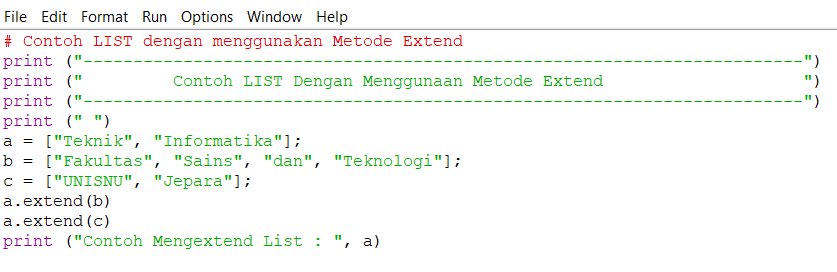 File Edit Format Run Options Window Help
# Contoh LIST dengan menggunakan Metode Extend
print ("------------------------------------------------------------------------")
print ("         Contoh LIST Dengan Menggunaan Metode Extend                    ")
print ("------------------------------------------------------------------------")
print (" ")
a = ["Teknik", "Informatika"];
b = ["Fakultas", "Sains", "dan", "Teknologi"];
c = ["UNISNU", "Jepara"];
a.extend(b)
a.extend(c)
print ("Contoh Mengextend List : ", a)